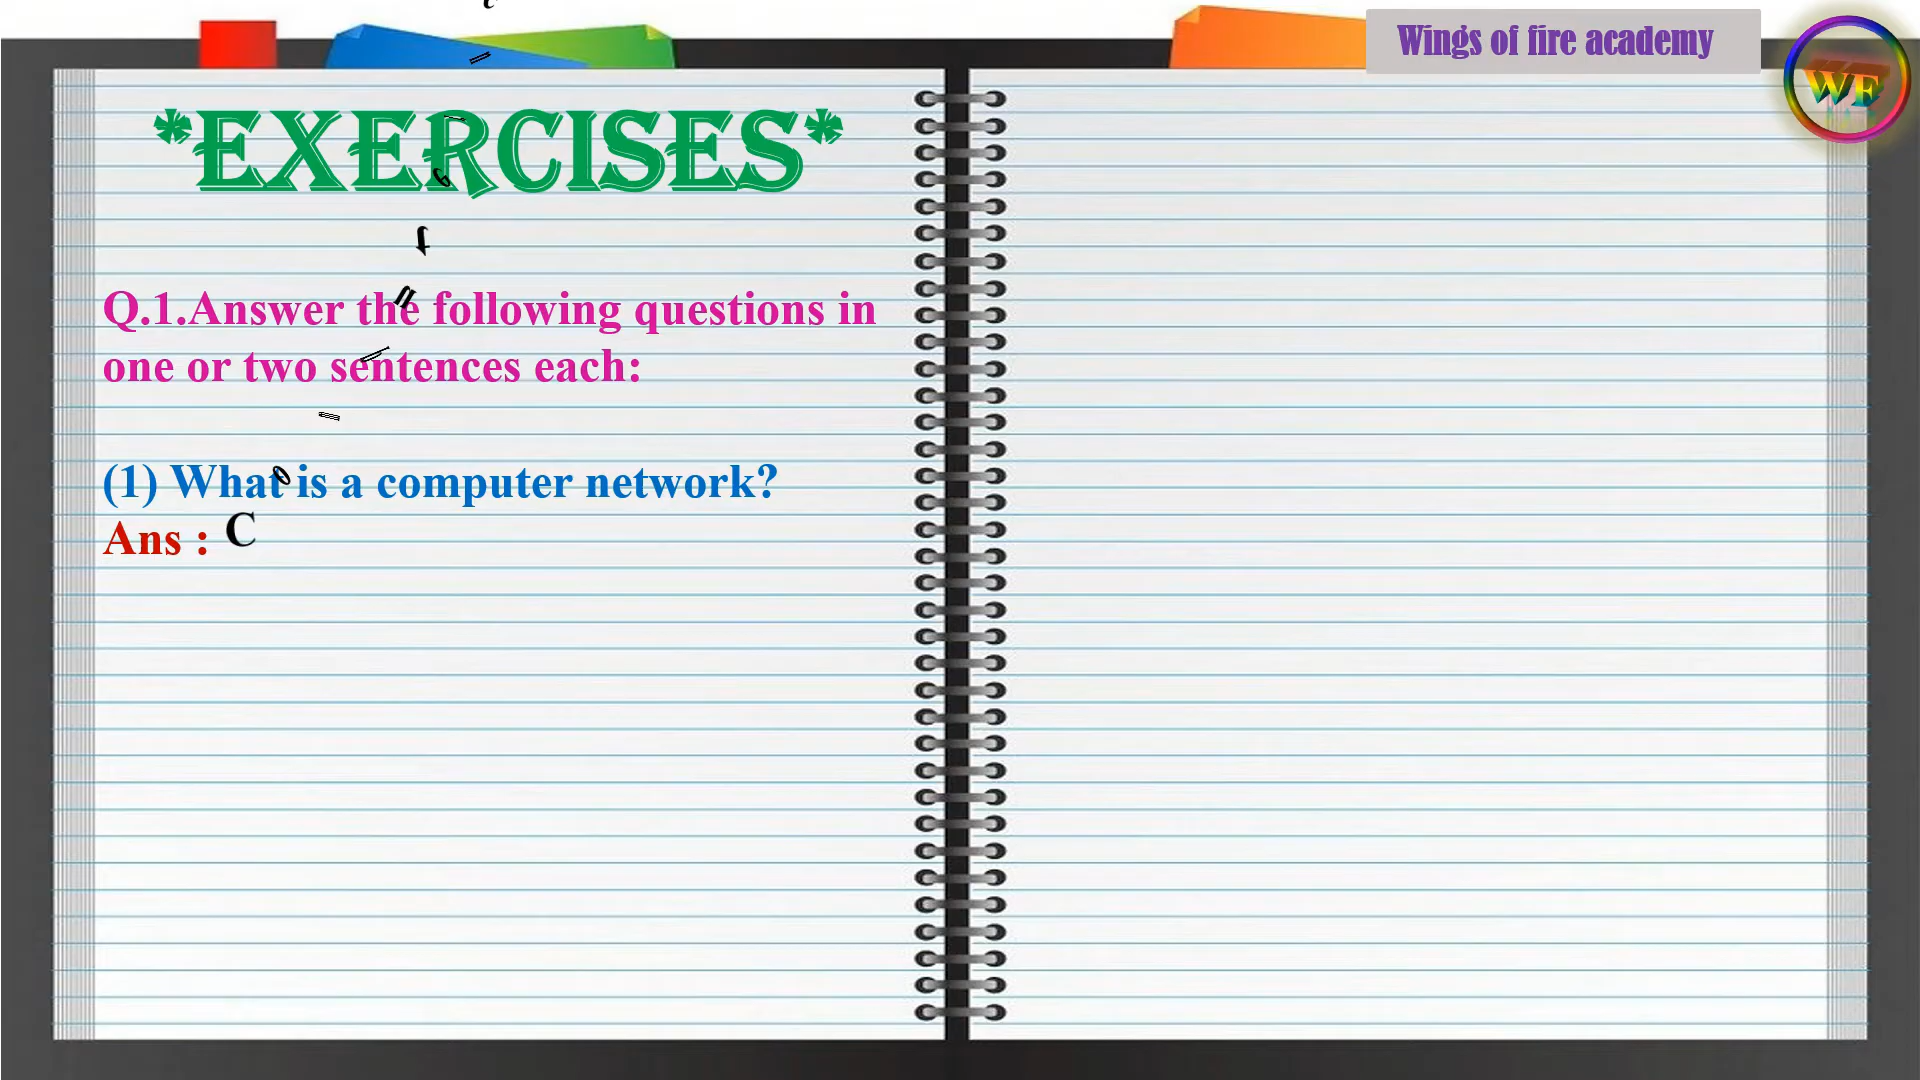 Wings of fire academy
WE
*EXERCISES*
Q.1.Answer the following questions in
one or two sentences each:
(1) What is a computer network?
Ans : C